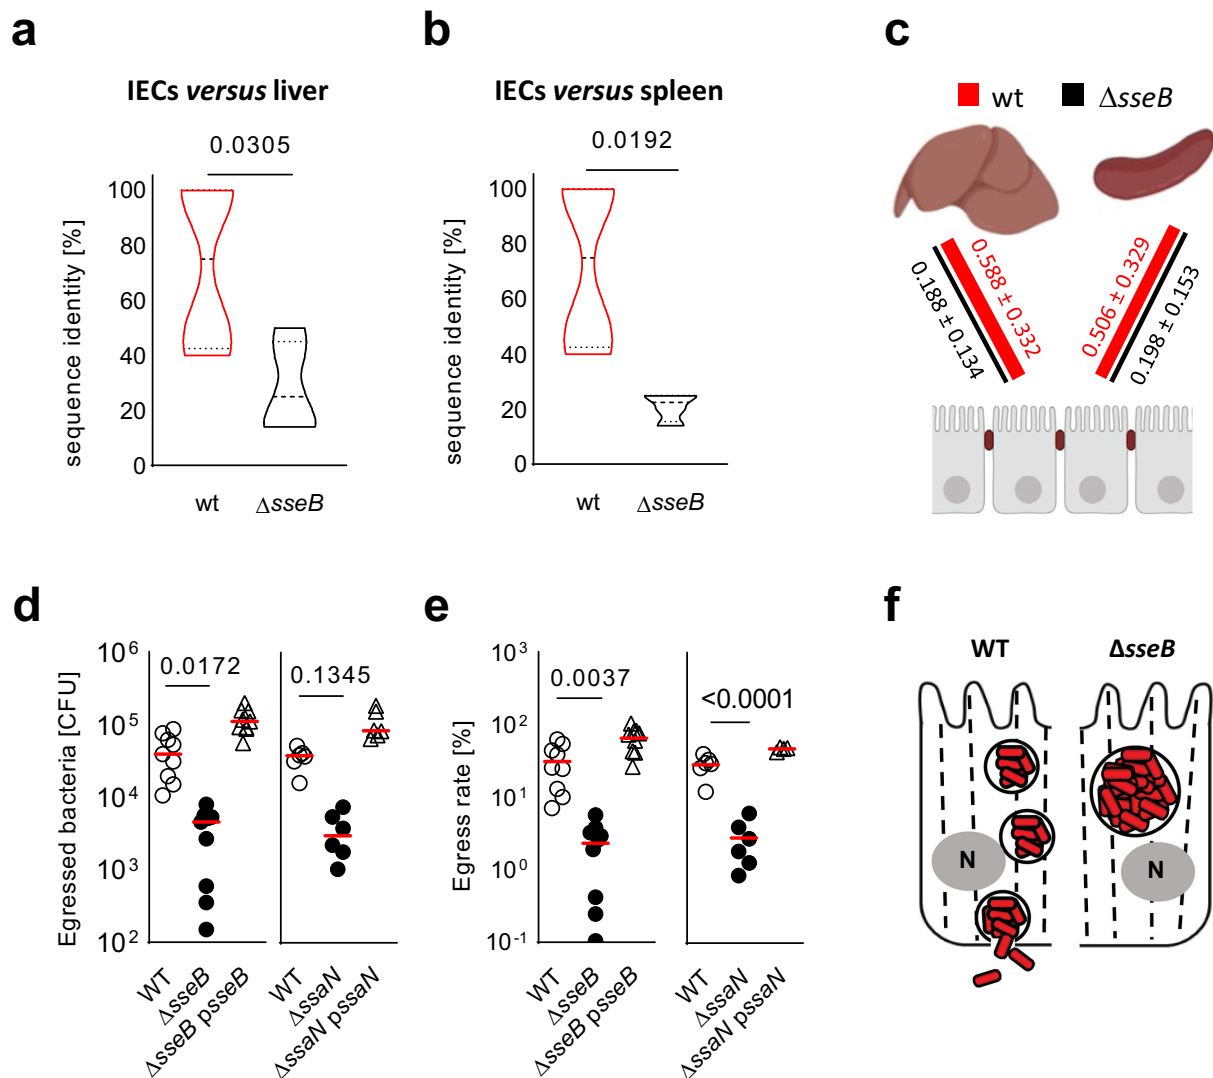 a
IECs versus liver
0.0305
sequence identity [%]
100
80
60
40
20
0
wt
ΔsseB
b
IECs versus spleen
0.0192
sequence identity [%]
100
80
60
40
20
0
wt
ΔsseB
c
wt
ΔsseB
0.188 ± 0.134
0.588 ± 0.332
0.506 ± 0.329
0.198 ± 0.153
d
Egressed bacteria [CFU]
10⁶
10⁵
10⁴
10³
10²
0.0172
0.1345
WT
ΔsseB
ΔsseB psseB
WT
ΔssaN
ΔssaN pssaN
e
Egress rate [%]
10³
10²
10¹
10⁰
10⁻¹
0.0037
<0.0001
WT
ΔsseB
ΔsseB psseB
WT
ΔssaN
ΔssaN pssaN
f
WT
ΔsseB
N
N